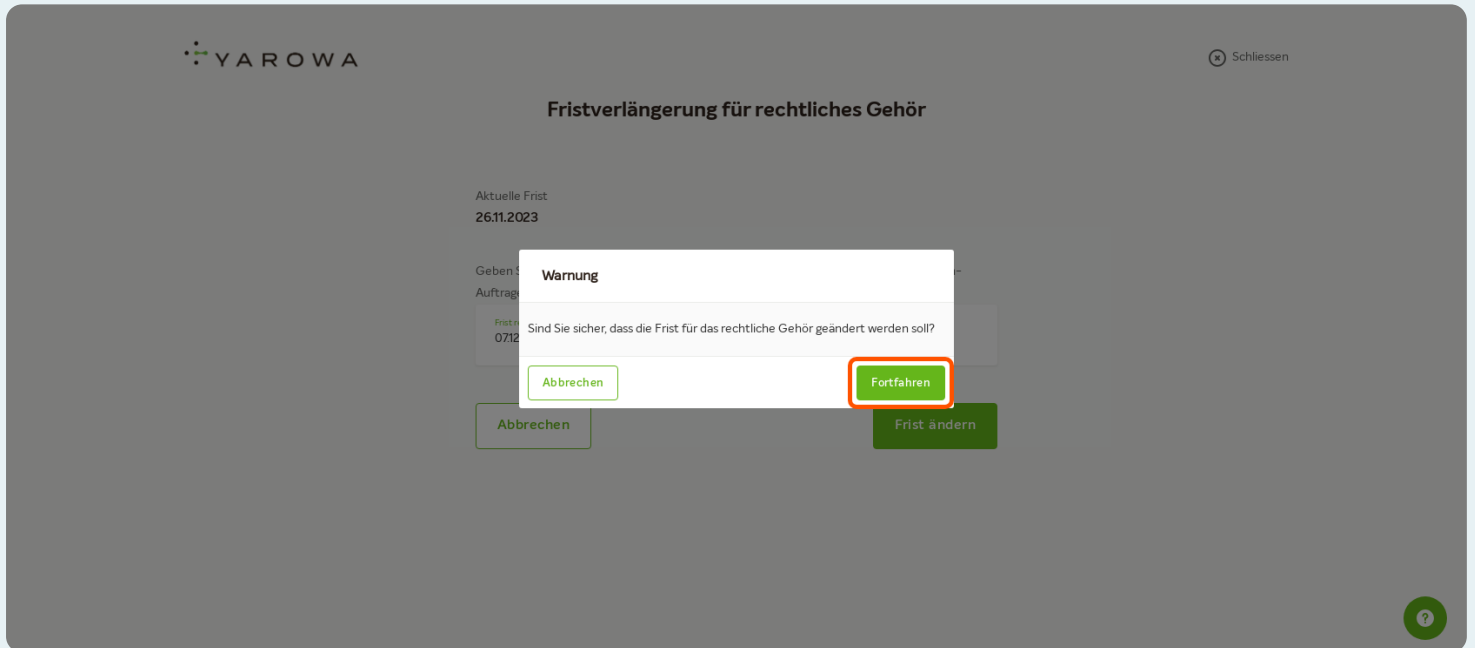 YAROWA
Schliessen
Fristverlängerung für rechtliches Gehör
Aktuelle Frist
26.11.2023
Geben
Warnung
Sind Sie sicher, dass die Frist für das rechtliche Gehör geändert werden soll?
Abbrechen
Fortfahren
Abbrechen
Frist ändern